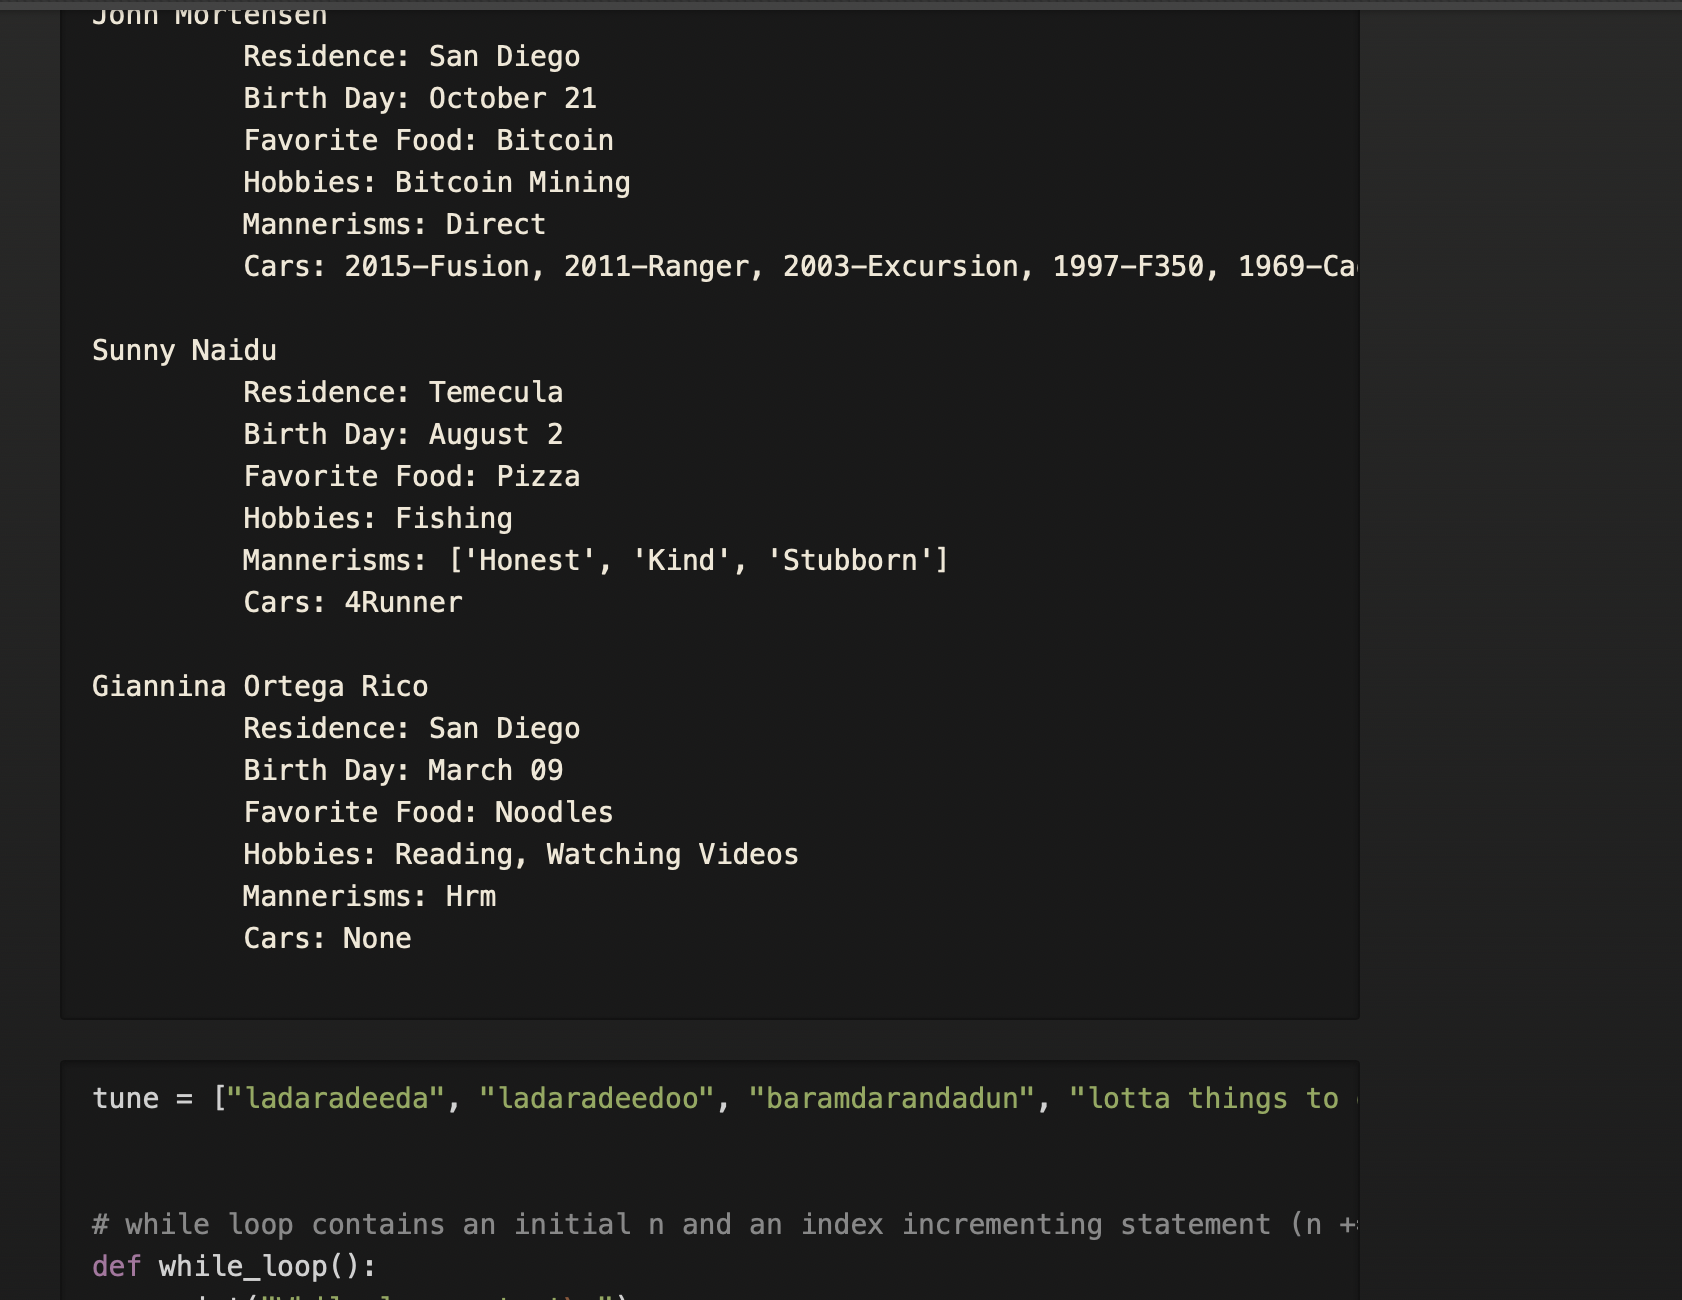 John Mortensen
Residence: San Diego
Birth Day: October 21
Favorite Food: Bitcoin
Hobbies: Bitcoin Mining
Mannerisms: Direct
Cars: 2015-Fusion, 2011-Ranger, 2003-Excursion, 1997-F350, 1969-Ca
Sunny Naidu
Residence: Temecula
Birth Day: August 2
Favorite Food: Pizza
Hobbies: Fishing
Mannerisms: ['Honest', 'Kind', 'Stubborn']
Cars: 4Runner
Giannina Ortega Rico
Residence: San Diego
Birth Day: March 09
Favorite Food: Noodles
Hobbies: Reading, Watching Videos
Mannerisms: Hrm
Cars: None
tune = ["ladaradeeda", "ladaradeedoo", "baramdarandadun", "lotta things to
# while loop contains an initial n and an index incrementing statement (n +
def while_loop():